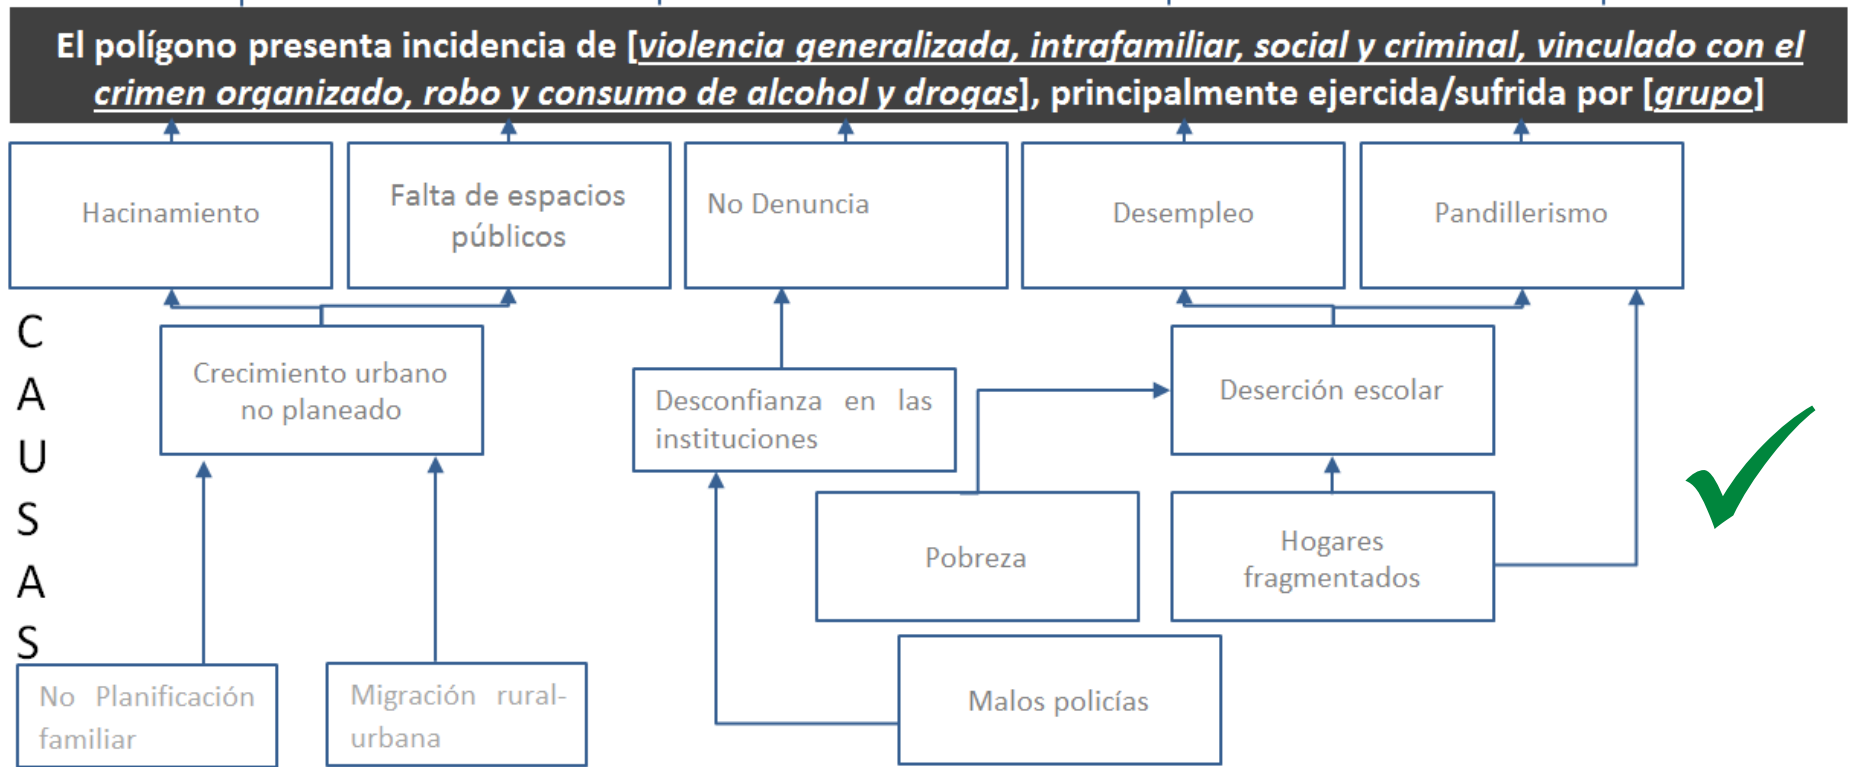 El polígono presenta incidencia de [violencia generalizada, intrafamiliar, social y criminal, vinculado con el
crimen organizado, robo y consumo de alcohol y drogas], principalmente ejercida/sufrida por [grupo]
Hacinamiento
Falta de espacios
públicos
No Denuncia
Desempleo
Pandillerismo
C
A
U
S
A
S
Crecimiento urbano
no planeado
Desconfianza en las
instituciones
Deserción escolar
Pobreza
Hogares
fragmentados
No Planificación
familiar
Migración rural-
urbana
Malos policías